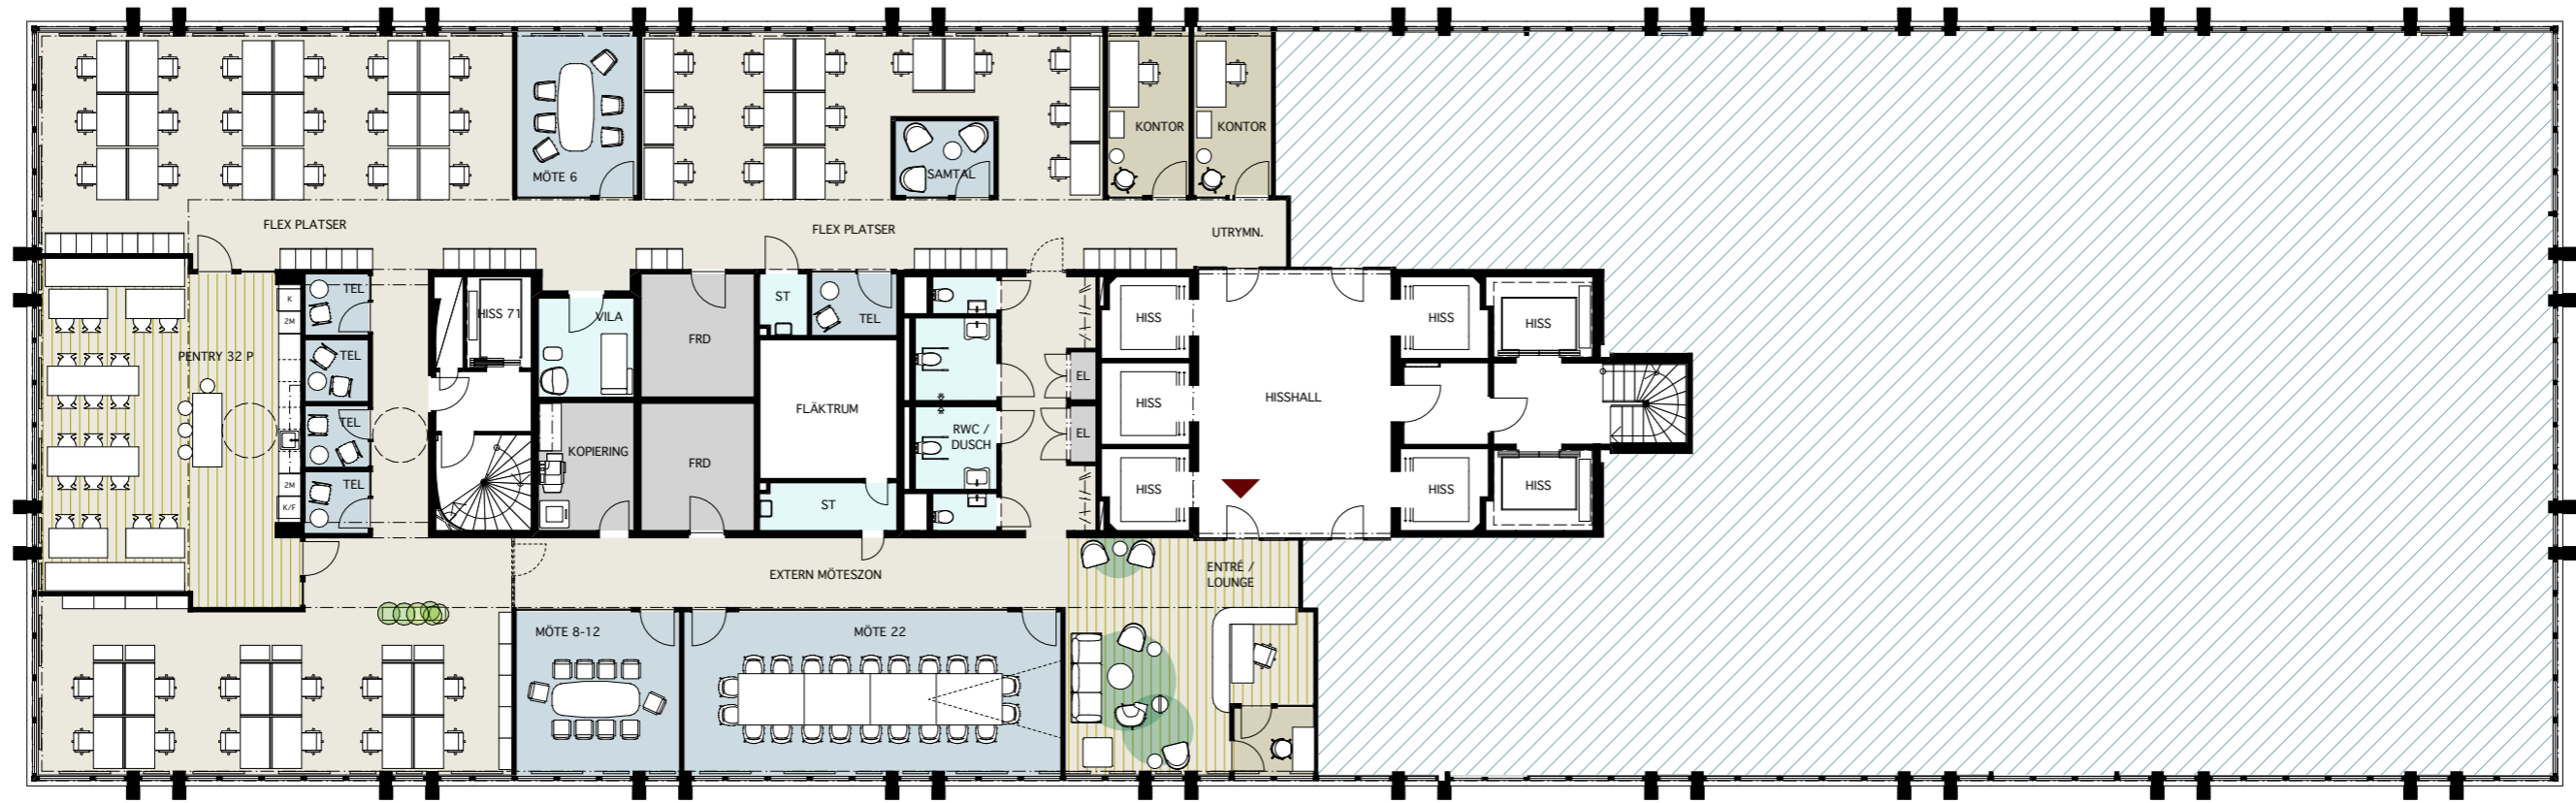 MÖTE 6
SAMTAL
KONTOR
KONTOR
FLEX PLATSER
FLEX PLATSER
UTRYMN.
TEL
HISS 71
VILA
FRD
ST
TEL
K
2M
PENTRY 32 P
TEL
TEL
TEL
2M
K/F
KOPIERING
FRD
FLÄKTRUM
ST
RWC /
DUSCH
EL
EL
HISS
HISS
HISS
HISSHALL
HISS
HISS
HISS
HISS
EXTERN MÖTESZON
ENTRÉ /
LOUNGE
MÖTE 8-12
MÖTE 22